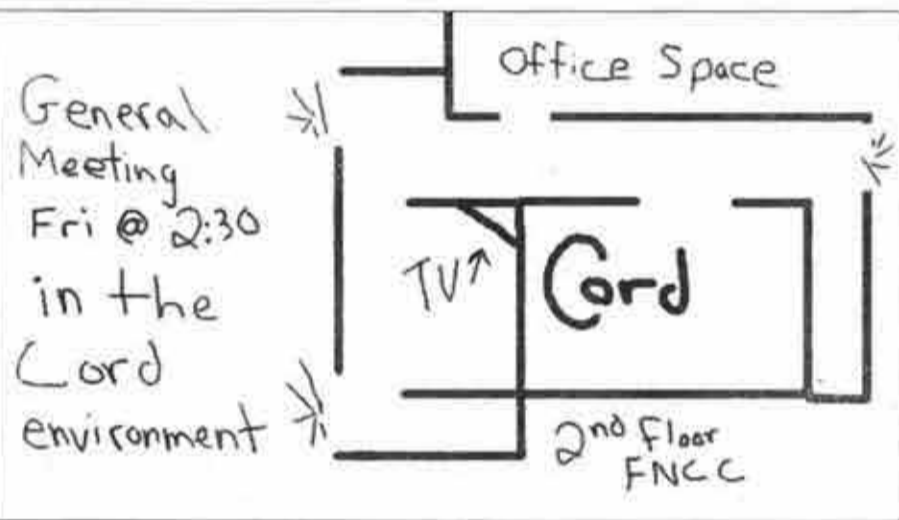 General
Meeting
Fri @ 2:30
in the
Cord
environment
Office Space
TV
Cord
2nd Floor
FNCC